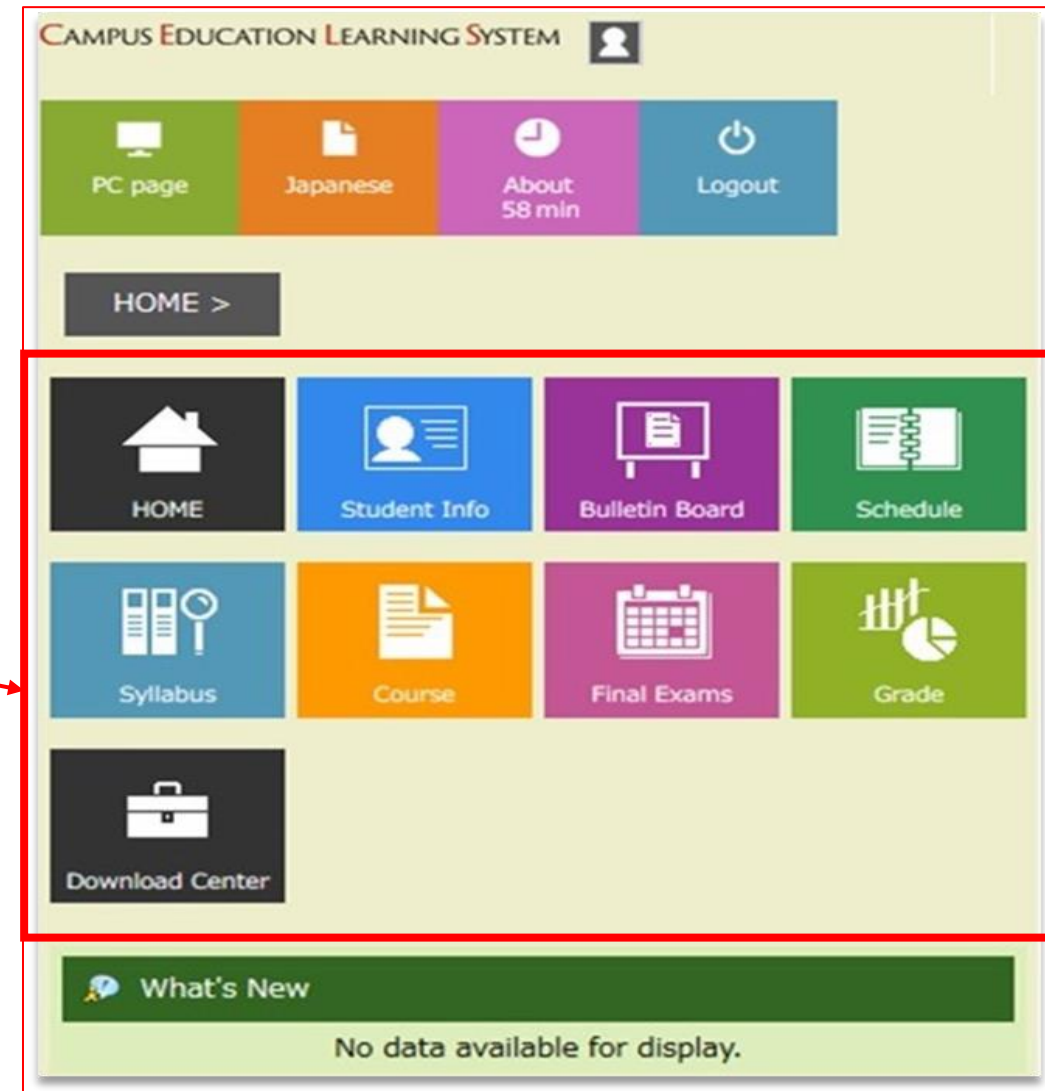 CAMPUS EDUCATION LEARNING SYSTEM
PC page
Japanese
About
58 min
Logout
HOME >
HOME
Student Info
Bulletin Board
Schedule
Syllabus
Course
Final Exams
Grade
Download Center
What's New
No data available for display.